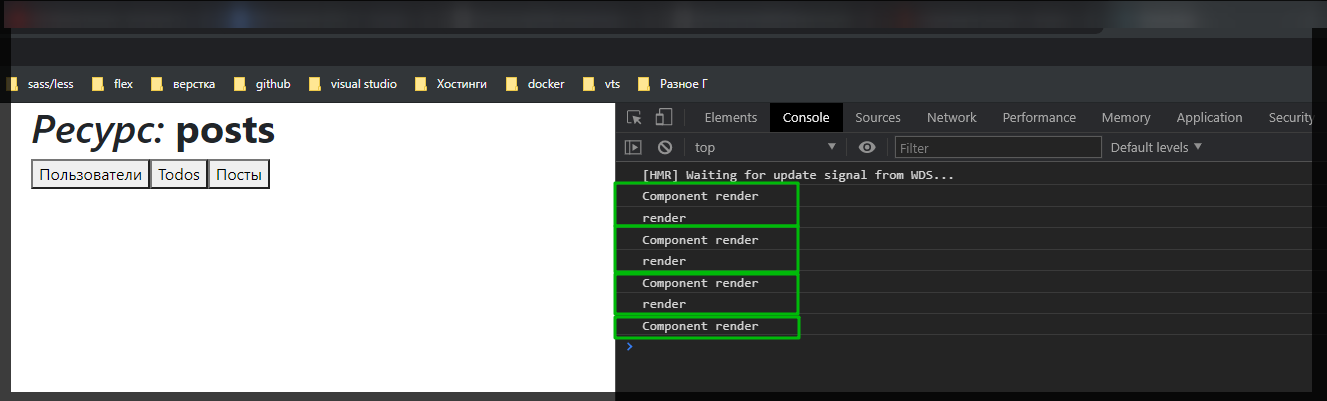 sass/less flex верстка github visual studio Хостинги docker vts Разное Г
Ресурс: posts
Пользователи Todos Посты
Elements Console Sources Network Performance Memory Application Security
top Filter Default levels
[HMR] Waiting for update signal from WDS...
Component render
render
Component render
render
Component render
render
Component render